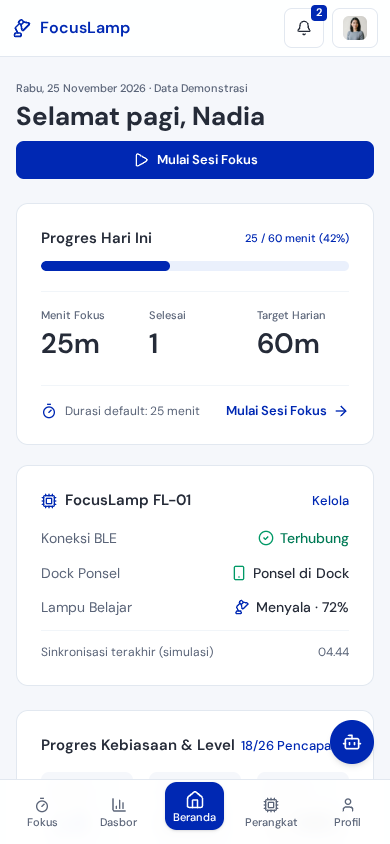 FocusLamp
2
Rabu, 25 November 2026 · Data Demonstrasi
Selamat pagi, Nadia
Mulai Sesi Fokus
Progres Hari Ini
25 / 60 menit (42%)
Menit Fokus Selesai Target Harian
25m 1 60m
Durasi default: 25 menit Mulai Sesi Fokus
FocusLamp FL-01 Kelola
Koneksi BLE Terhubung
Dock Ponsel Ponsel di Dock
Lampu Belajar Menyala · 72%
Sinkronisasi terakhir (simulasi) 04.44
Progres Kebiasaan & Level 18/26 Pencapa
Fokus Dasbor Beranda Perangkat Profil